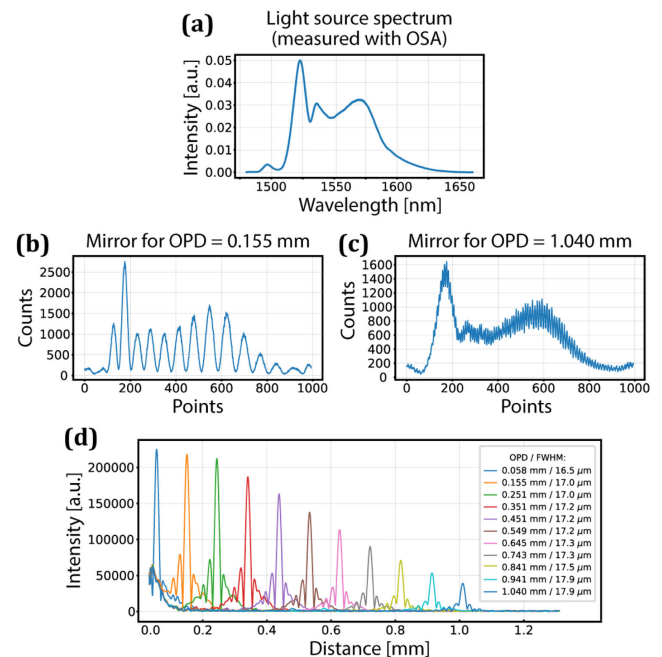 (a)
Light source spectrum
(measured with OSA)
Intensity [a.u.]
0.05
0.04
0.03
0.02
0.01
0.00
1500 1550 1600 1650
Wavelength [nm]
(b)
Mirror for OPD = 0.155 mm
Counts
2500
2000
1500
1000
500
0
0 200 400 600 800 1000
Points
(c)
Mirror for OPD = 1.040 mm
Counts
1600
1400
1200
1000
800
600
400
200
0
0 200 400 600 800 1000
Points
(d)
Intensity [a.u.]
200000
150000
100000
50000
0
0.0 0.2 0.4 0.6 0.8 1.0 1.2
Distance [mm]
OPD / FWHM:
0.058 mm / 16.5 μm
0.155 mm / 17.0 μm
0.251 mm / 17.0 μm
0.351 mm / 17.2 μm
0.451 mm / 17.2 μm
0.549 mm / 17.2 μm
0.645 mm / 17.3 μm
0.743 mm / 17.3 μm
0.841 mm / 17.5 μm
0.941 mm / 17.9 μm
1.040 mm / 17.9 μm